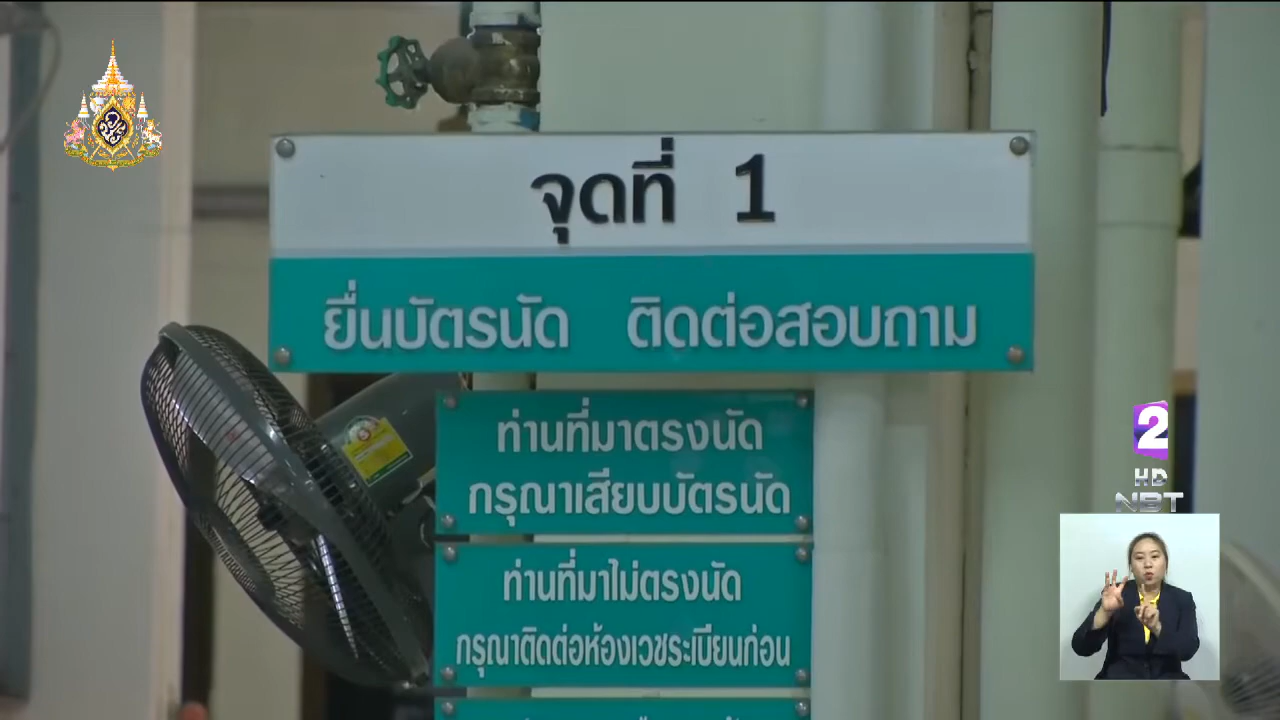 จุดที่ 1
ยื่นบัตรนัด ติดต่อสอบถาม
ท่านที่มาตรงนัด
กรุณาเสียบบัตรนัด
ท่านที่มาไม่ตรงนัด
กรุณาติดต่อห้องเวชระเบียนก่อน
2
HD
NBT